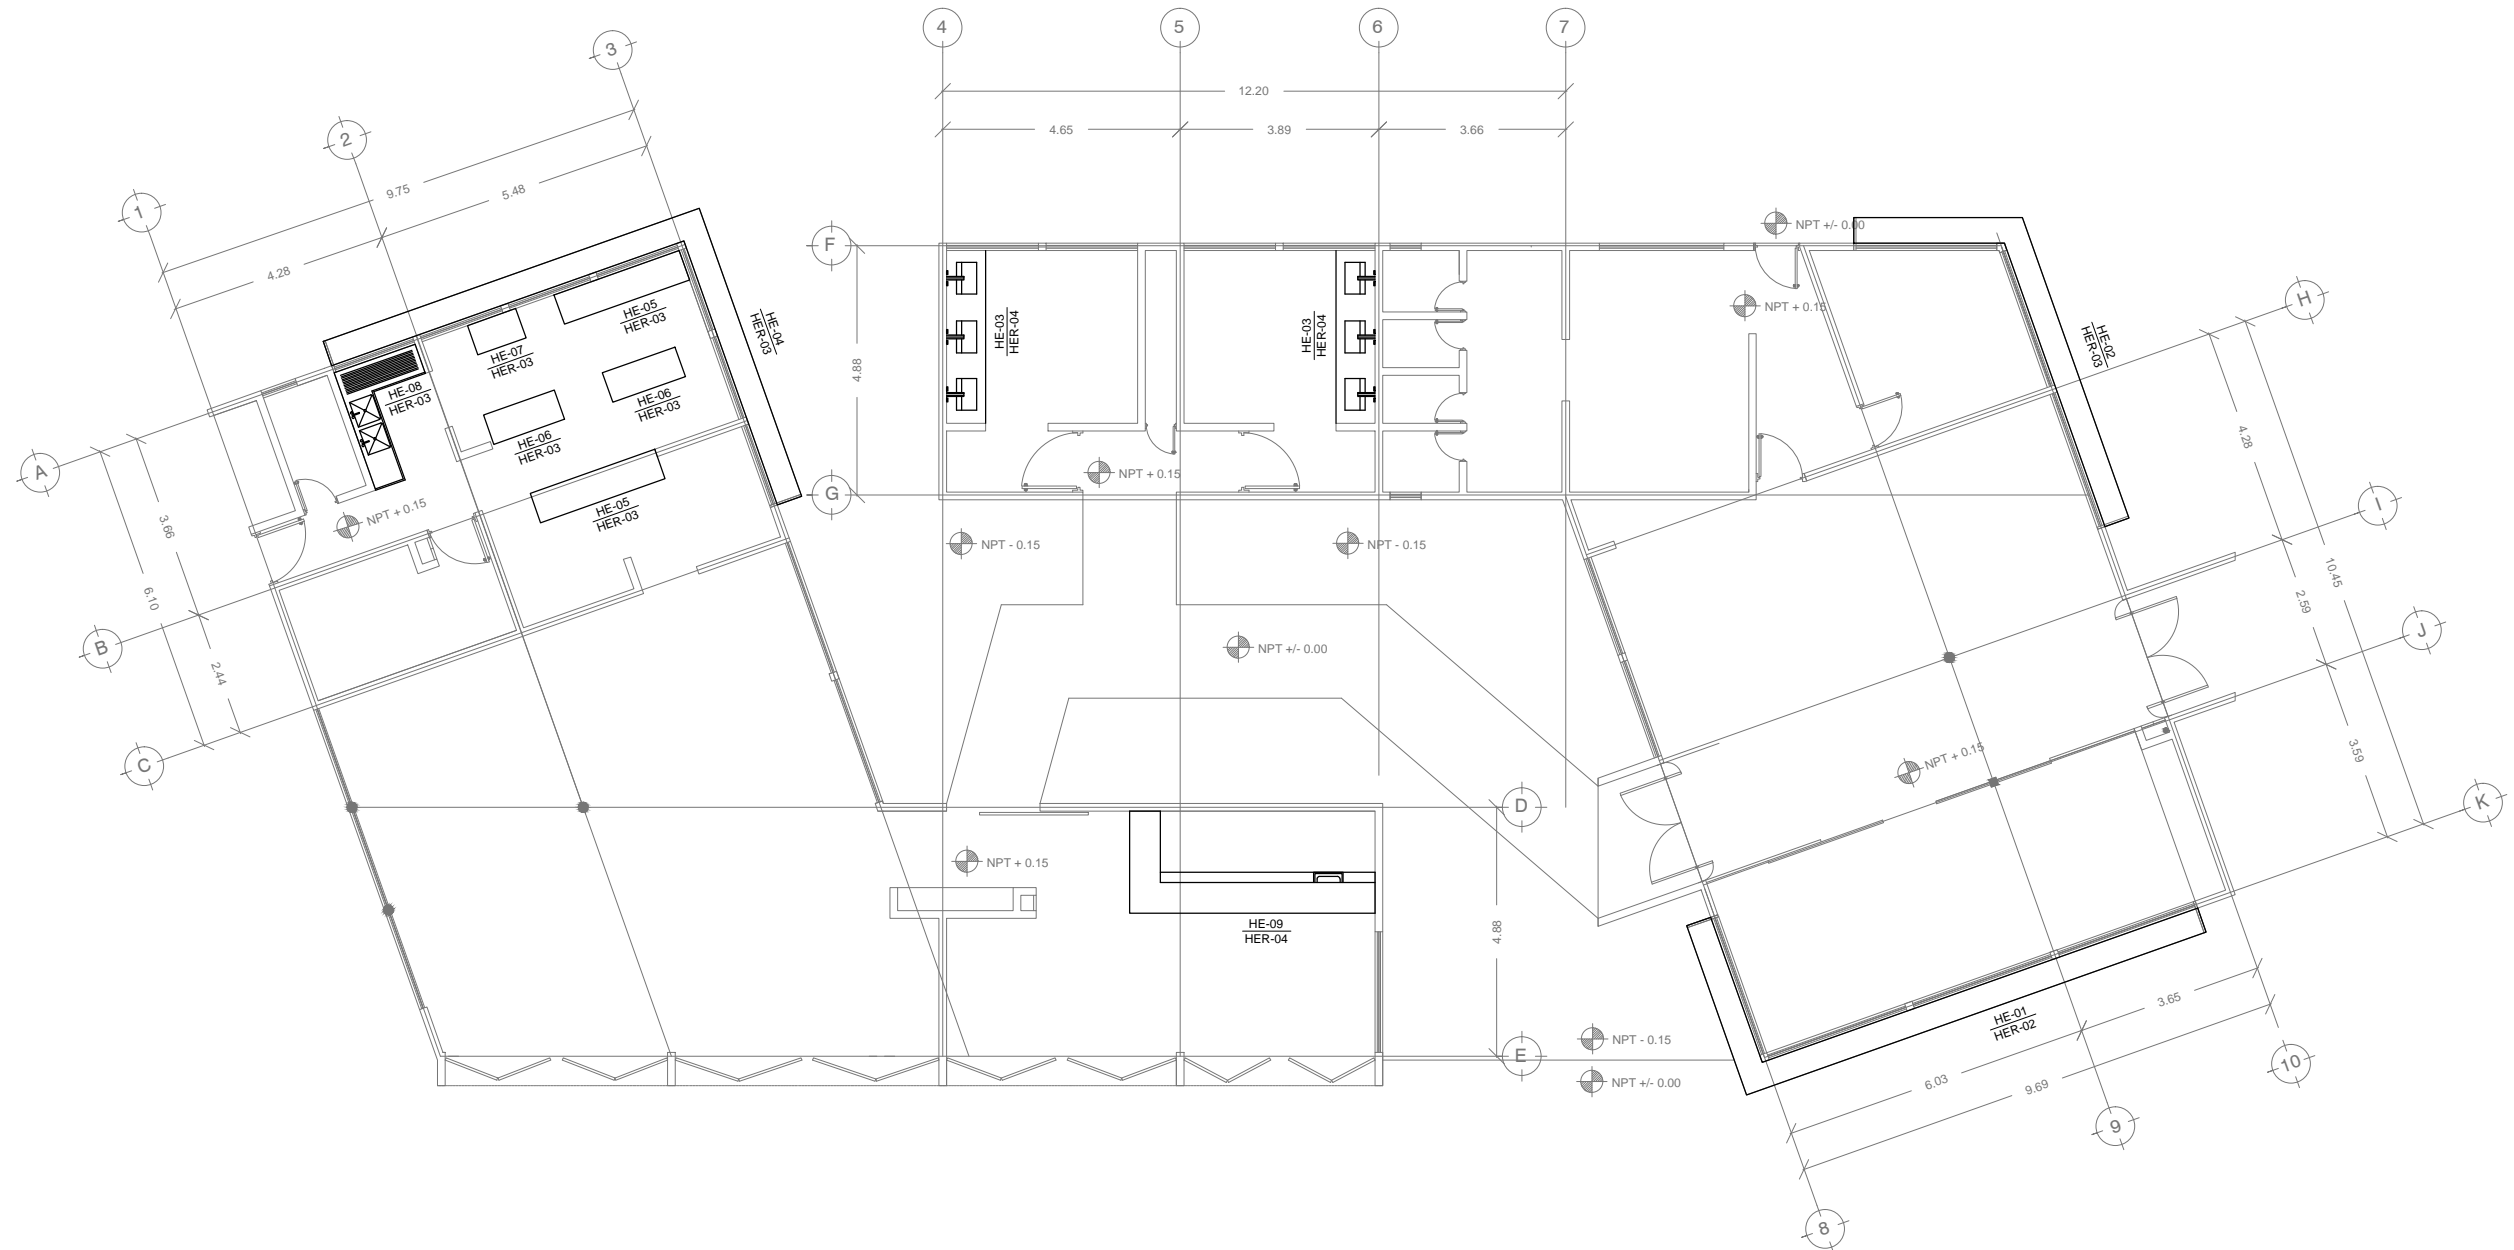 4
5
6
7
3
2
1
12.20
4.65
3.89
3.66
9.75
5.48
4.28
F
NPT +/- 0.00
HE-04
HER-03
HE-05
HER-03
HE-07
HER-03
HE-08
HER-03
HE-06
HER-03
HE-06
HER-03
HE-05
HER-03
HE-03
HER-04
HE-03
HER-04
NPT + 0.15
HE-02
HER-03
H
4.88
4.28
A
G
NPT + 0.15
NPT + 0.15
I
3.66
6.10
B
2.44
C
NPT - 0.15
NPT - 0.15
10.45
2.59
J
NPT +/- 0.00
3.59
NPT + 0.15
K
D
NPT + 0.15
HE-09
HER-04
4.88
3.65
HE-01
HER-02
NPT - 0.15
E
NPT +/- 0.00
6.03
9.69
10
9
8